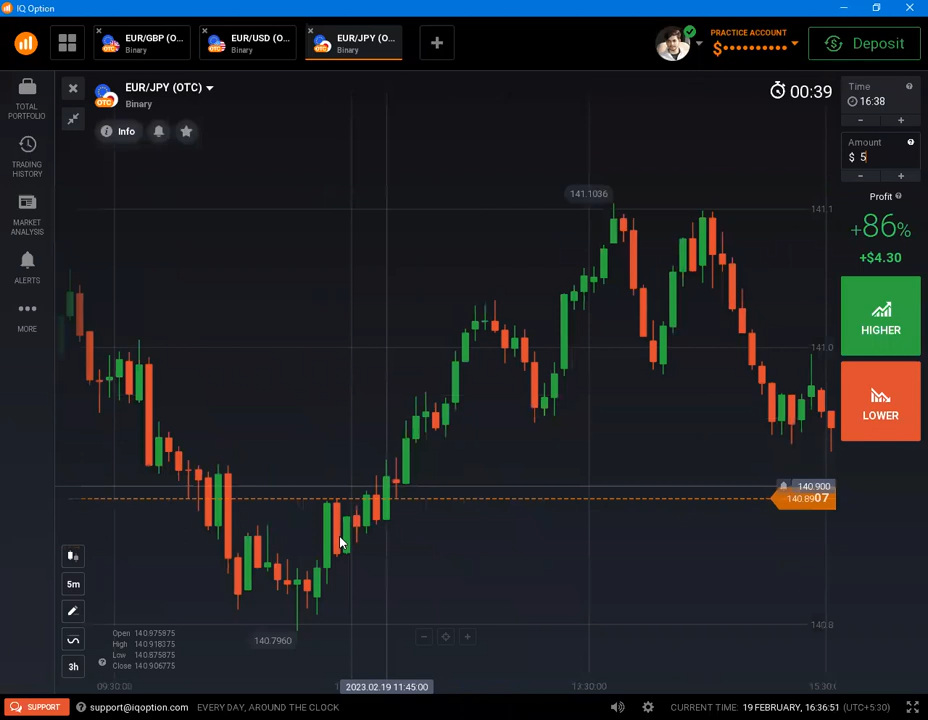 IQ Option
EUR/GBP (O...
Binary
EUR/USD (O...
Binary
EUR/JPY (O...
Binary
PRACTICE ACCOUNT
$••••••••••
Deposit
TOTAL
PORTFOLIO
TRADING
HISTORY
MARKET
ANALYSIS
ALERTS
MORE
EUR/JPY (OTC)
Binary
OTC
Info
00:39
Time
16:38
Amount
$ 5
Profit
+86%
+$4.30
HIGHER
LOWER
141.1036
141.1
141.0
140.900
140.8907
140.8
140.7960
5m
3h
Open 140.975875
High 140.918375
Low 140.875875
Close 140.906775
09:30:00
2023.02.19 11:45:00
13:30:00
15:30:0
SUPPORT
support@iqoption.com
EVERY DAY, AROUND THE CLOCK
CURRENT TIME: 19 FEBRUARY, 16:36:51 (UTC+5:30)